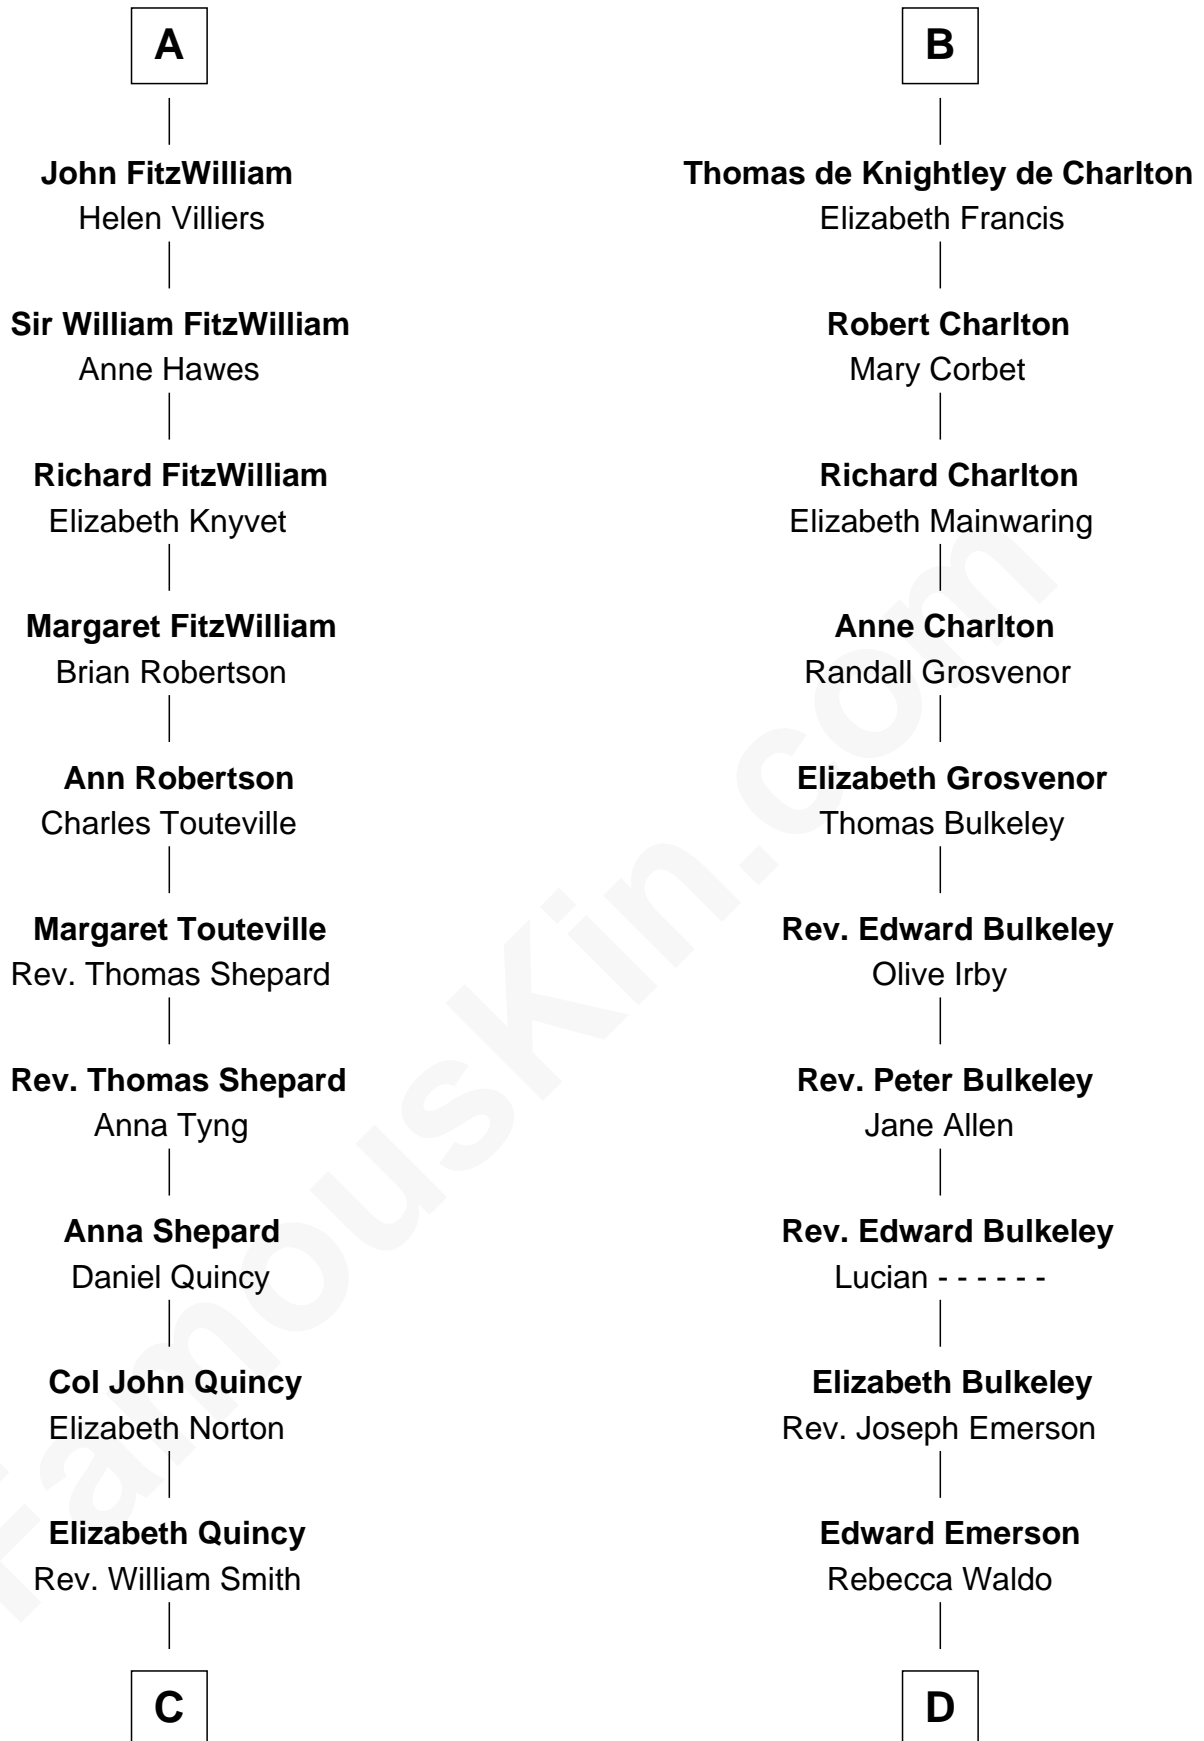 A
John FitzWilliam
Helen Villiers
Sir William FitzWilliam
Anne Hawes
Richard FitzWilliam
Elizabeth Knyvet
Margaret FitzWilliam
Brian Robertson
Ann Robertson
Charles Touteville
Margaret Touteville
Rev. Thomas Shepard
Rev. Thomas Shepard
Anna Tyng
Anna Shepard
Daniel Quincy
Col John Quincy
Elizabeth Norton
Elizabeth Quincy
Rev. William Smith
C
B
Thomas de Knightley de Charlton
Elizabeth Francis
Robert Charlton
Mary Corbet
Richard Charlton
Elizabeth Mainwaring
Anne Charlton
Randall Grosvenor
Elizabeth Grosvenor
Thomas Bulkeley
Rev. Edward Bulkeley
Olive Irby
Rev. Peter Bulkeley
Jane Allen
Rev. Edward Bulkeley
Lucian - - - - - -
Elizabeth Bulkeley
Rev. Joseph Emerson
Edward Emerson
Rebecca Waldo
D
FamousKin.com